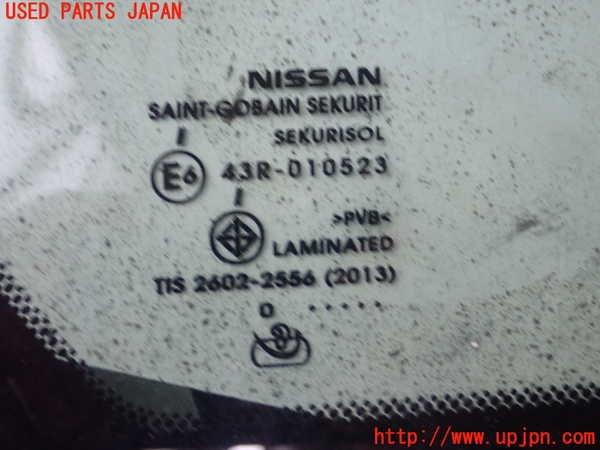 USED PARTS JAPAN
NISSAN
SAINT-GOBAIN SEKURIT
SEKURISOL
E6 43R-010523
>PVB<
LAMINATED
TIS 2602-2556 (2013)
0 .....
http://www.upjpn.com/